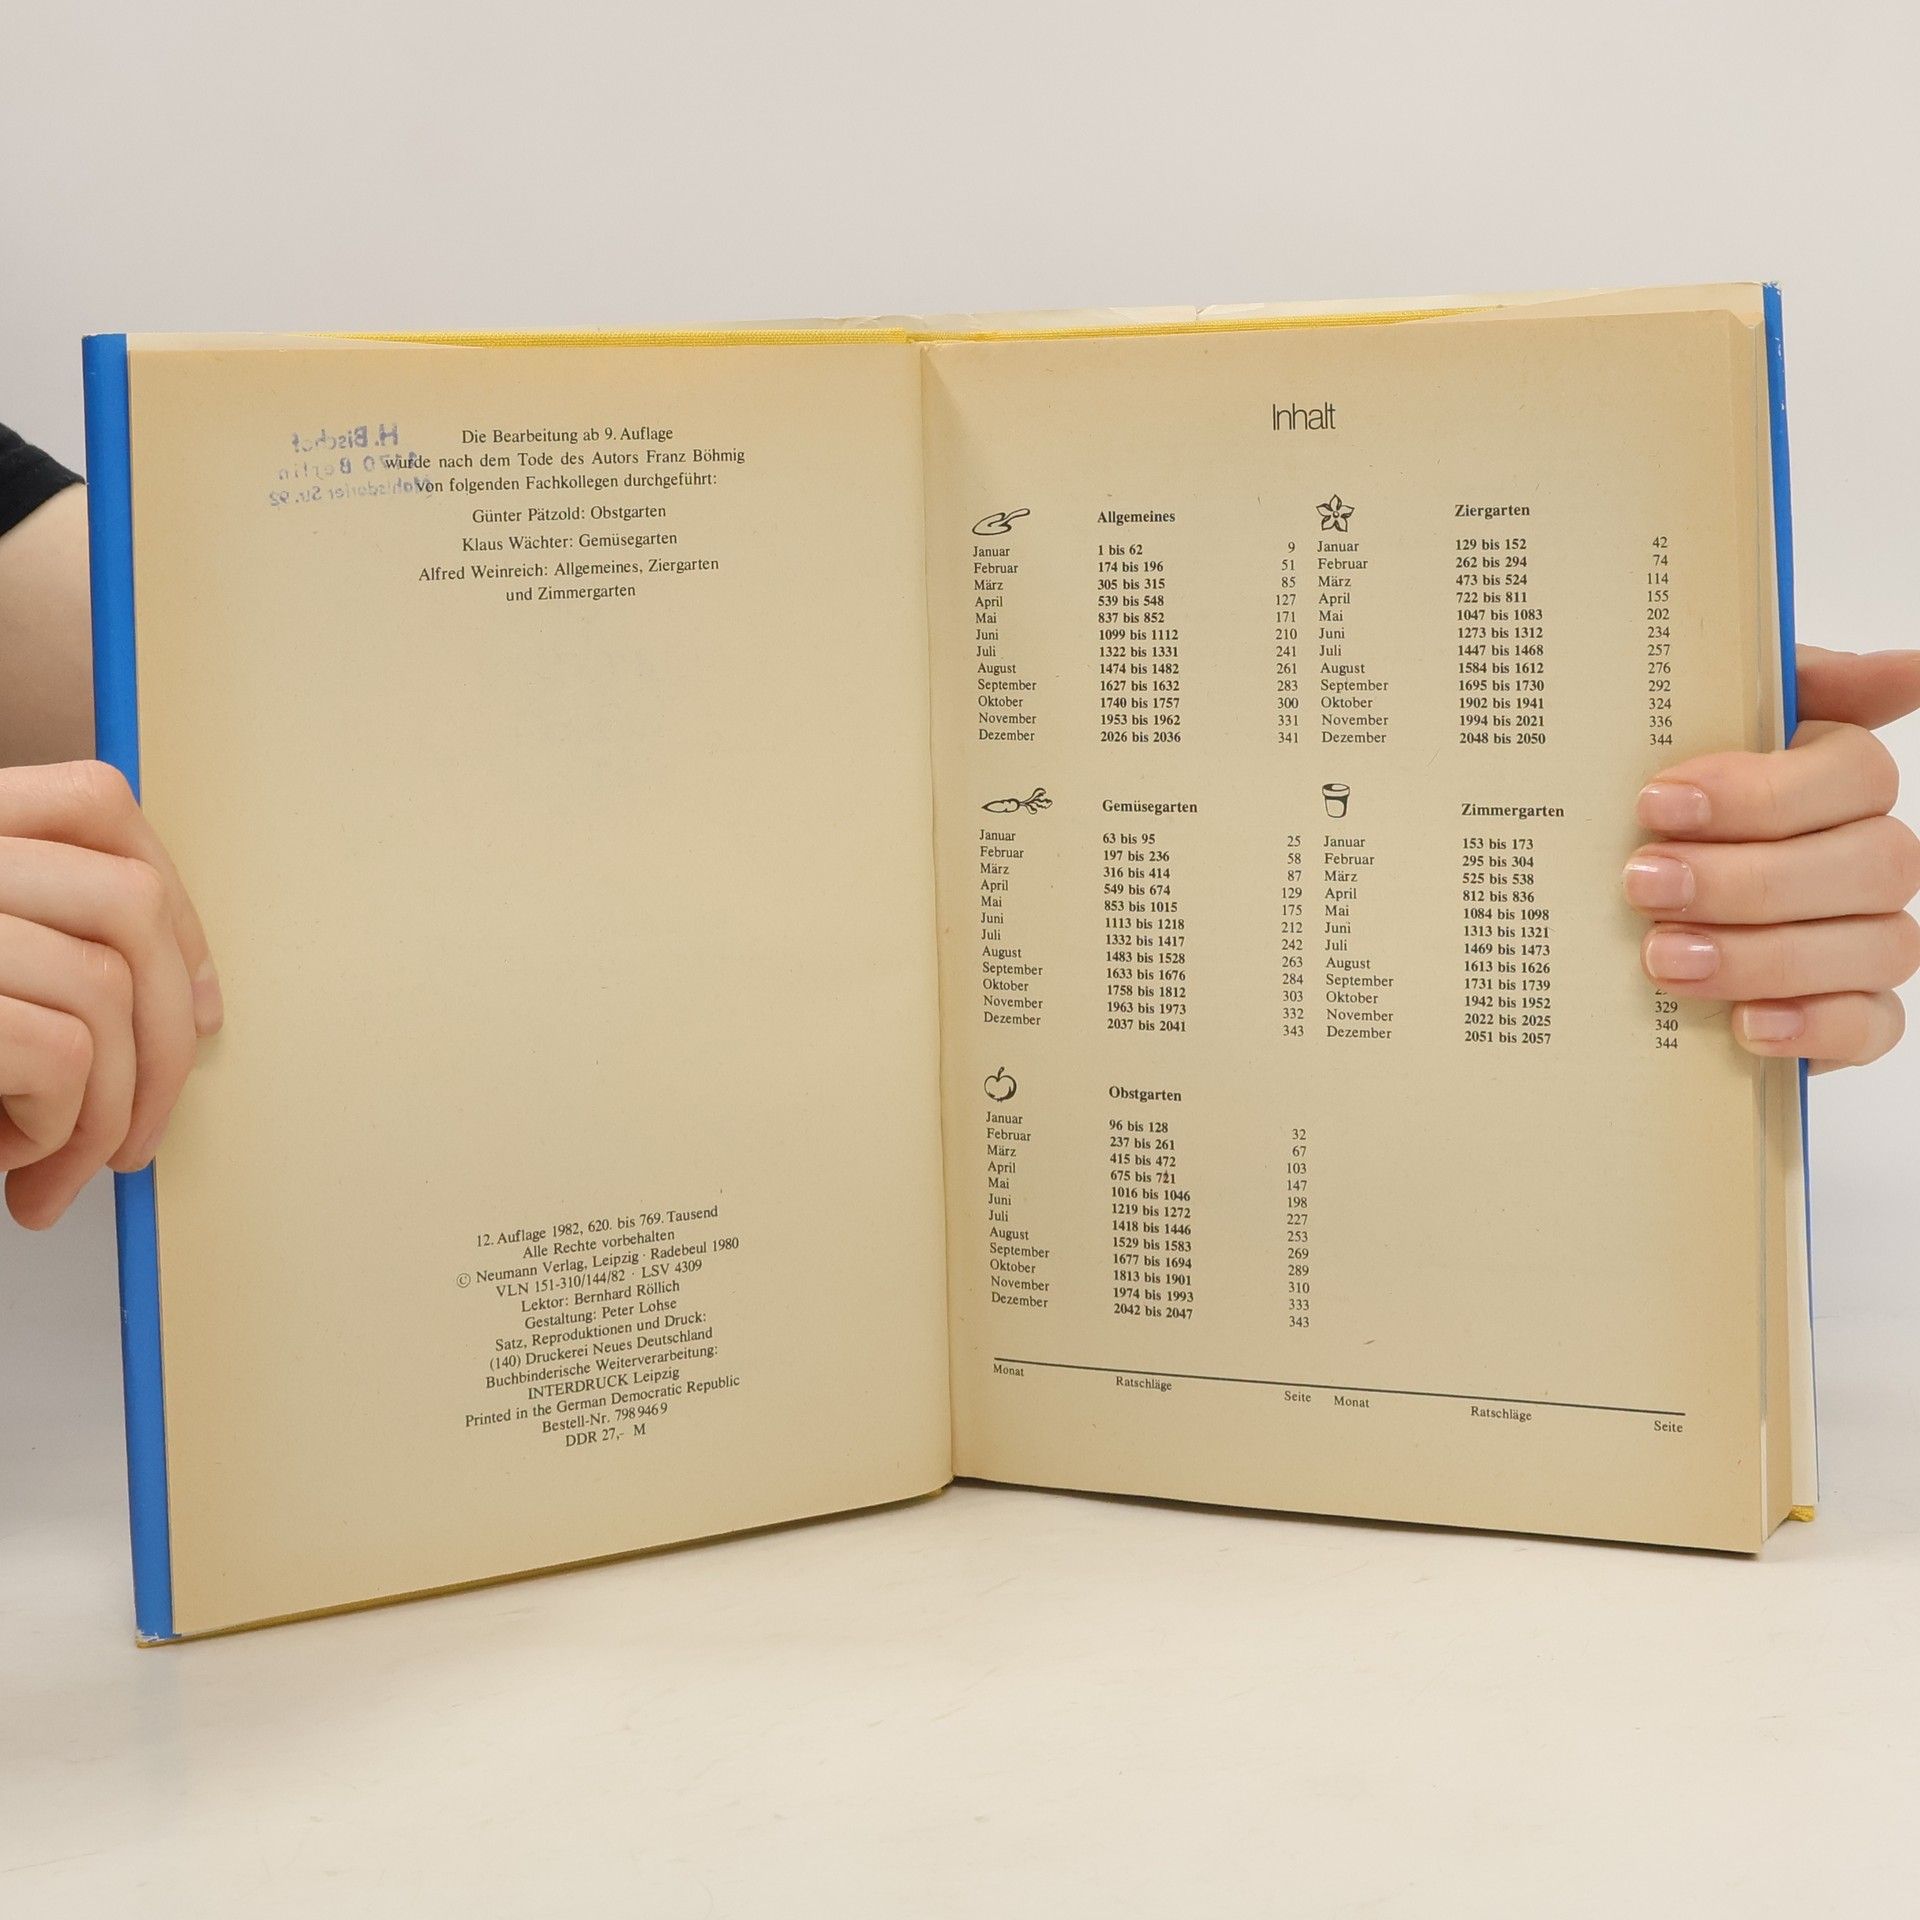 Die Bearbeitung ab 9. Auflage
wurde nach dem Tode des Autors Franz Böhmig
von folgenden Fachkollegen durchgeführt:
Günter Pätzold: Obstgarten
Klaus Wächter: Gemüsegarten
Alfred Weinreich: Allgemeines, Ziergarten
und Zimmergarten
H. Bischof
Berlin
Mahlsdorfer Str. 92
12. Auflage 1982, 620. bis 769. Tausend
Alle Rechte vorbehalten
© Neumann Verlag, Leipzig · Radebeul 1980
VLN 151-310/144/82 · LSV 4309
Lektor: Bernhard Röllich
Gestaltung: Peter Lohse
Satz, Reproduktionen und Druck:
(140) Druckerei Neues Deutschland
Buchbinderische Weiterverarbeitung:
INTERDRUCK Leipzig
Printed in the German Democratic Republic
Bestell-Nr. 798 946 9
DDR 27,- M
Inhalt
Allgemeines
Januar 1 bis 62 9
Februar 174 bis 196 51
März 305 bis 315 85
April 539 bis 548 127
Mai 837 bis 852 171
Juni 1099 bis 1112 210
Juli 1322 bis 1331 241
August 1474 bis 1482 261
September 1627 bis 1632 283
Oktober 1740 bis 1757 300
November 1953 bis 1962 331
Dezember 2026 bis 2036 341
Ziergarten
Januar 129 bis 152 42
Februar 262 bis 294 74
März 473 bis 524 114
April 722 bis 811 155
Mai 1047 bis 1083 202
Juni 1273 bis 1312 234
Juli 1447 bis 1468 257
August 1584 bis 1612 276
September 1695 bis 1730 292
Oktober 1902 bis 1941 324
November 1994 bis 2021 336
Dezember 2048 bis 2050 344
Gemüsegarten
Januar 63 bis 95 25
Februar 197 bis 236 58
März 316 bis 414 87
April 549 bis 674 129
Mai 853 bis 1015 175
Juni 1113 bis 1218 212
Juli 1332 bis 1417 242
August 1483 bis 1528 263
September 1633 bis 1676 284
Oktober 1758 bis 1812 303
November 1963 bis 1973 332
Dezember 2037 bis 2041 343
Zimmergarten
Januar 153 bis 173
Februar 295 bis 304
März 525 bis 538
April 812 bis 836
Mai 1084 bis 1098
Juni 1313 bis 1321
Juli 1469 bis 1473
August 1613 bis 1626
September 1731 bis 1739
Oktober 1942 bis 1952 329
November 2022 bis 2025 340
Dezember 2051 bis 2057 344
Obstgarten
Januar 96 bis 128 32
Februar 237 bis 261 67
März 415 bis 472 103
April 675 bis 721 147
Mai 1016 bis 1046 198
Juni 1219 bis 1272 227
Juli 1418 bis 1446 253
August 1529 bis 1583 269
September 1677 bis 1694 289
Oktober 1813 bis 1901 310
November 1974 bis 1993 333
Dezember 2042 bis 2047 343
Monat Ratschläge Seite Monat Ratschläge Seite